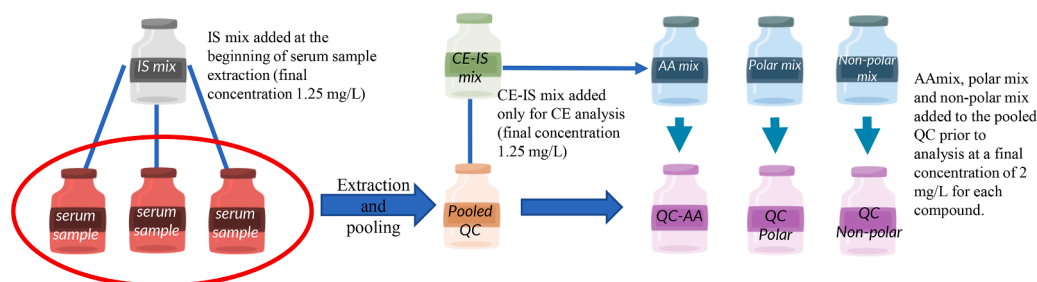 IS mix
IS mix added at the
beginning of serum sample
extraction (final
concentration 1.25 mg/L)
serum
sample
serum
sample
serum
sample
Extraction
and
pooling
CE-IS
mix
CE-IS mix added
only for CE analysis
(final concentration
1.25 mg/L)
Pooled
QC
AA mix
Polar mix
Non-polar
mix
QC-AA
QC
Polar
QC
Non-polar
AAmix, polar mix
and non-polar mix
added to the pooled
QC prior to
analysis at a final
concentration of 2
mg/L for each
compound.